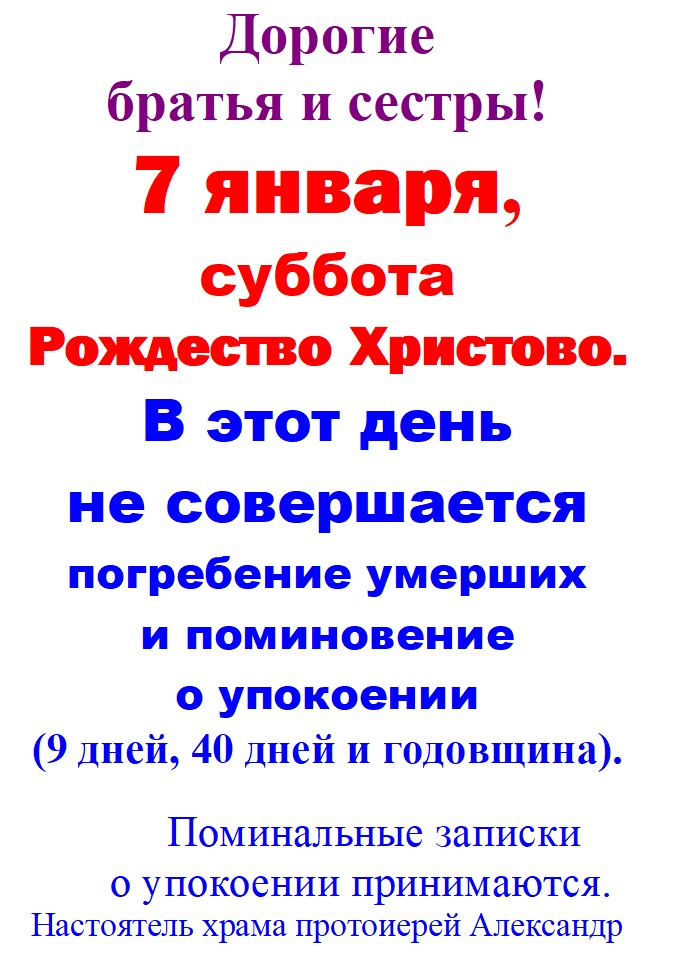 Дорогие
братья и сестры!
7 января,
суббота
Рождество Христово.
В этот день
не совершается
погребение умерших
и поминовение
о упокоении
(9 дней, 40 дней и годовщина).
Поминальные записки
о упокоении принимаются.
Настоятель храма протоиерей Александр